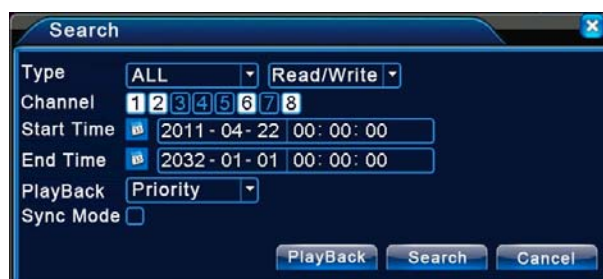 Search
Type ALL Read/Write
Channel 1 2 3 4 5 6 7 8
Start Time 2011-04-22 00:00:00
End Time 2032-01-01 00:00:00
PlayBack Priority
Sync Mode
PlayBack Search Cancel